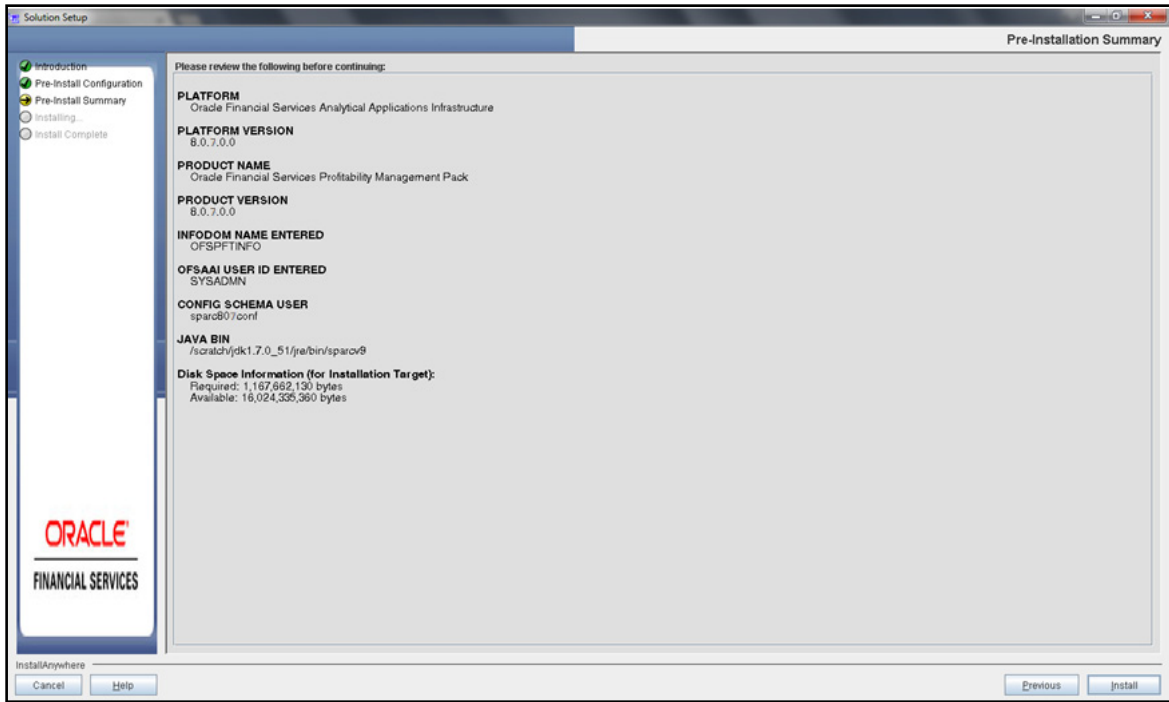 Solution Setup
Pre-Installation Summary
Introduction
Pre-Install Configuration
Pre-Install Summary
Installing...
Install Complete
Please review the following before continuing:
PLATFORM
Oracle Financial Services Analytical Applications Infrastructure
PLATFORM VERSION
8.0.7.0.0
PRODUCT NAME
Oracle Financial Services Profitability Management Pack
PRODUCT VERSION
8.0.7.0.0
INFODOM NAME ENTERED
OFSPFTINFO
OFSAAI USER ID ENTERED
SYSADMN
CONFIG SCHEMA USER
sparc807conf
JAVA BIN
/scratch/jdk1.7.0_51/jre/bin/sparcv9
Disk Space Information (for Installation Target):
Required: 1,167,662,130 bytes
Available: 16,024,335,360 bytes
ORACLE
FINANCIAL SERVICES
InstallAnywhere
Cancel
Help
Previous
Install